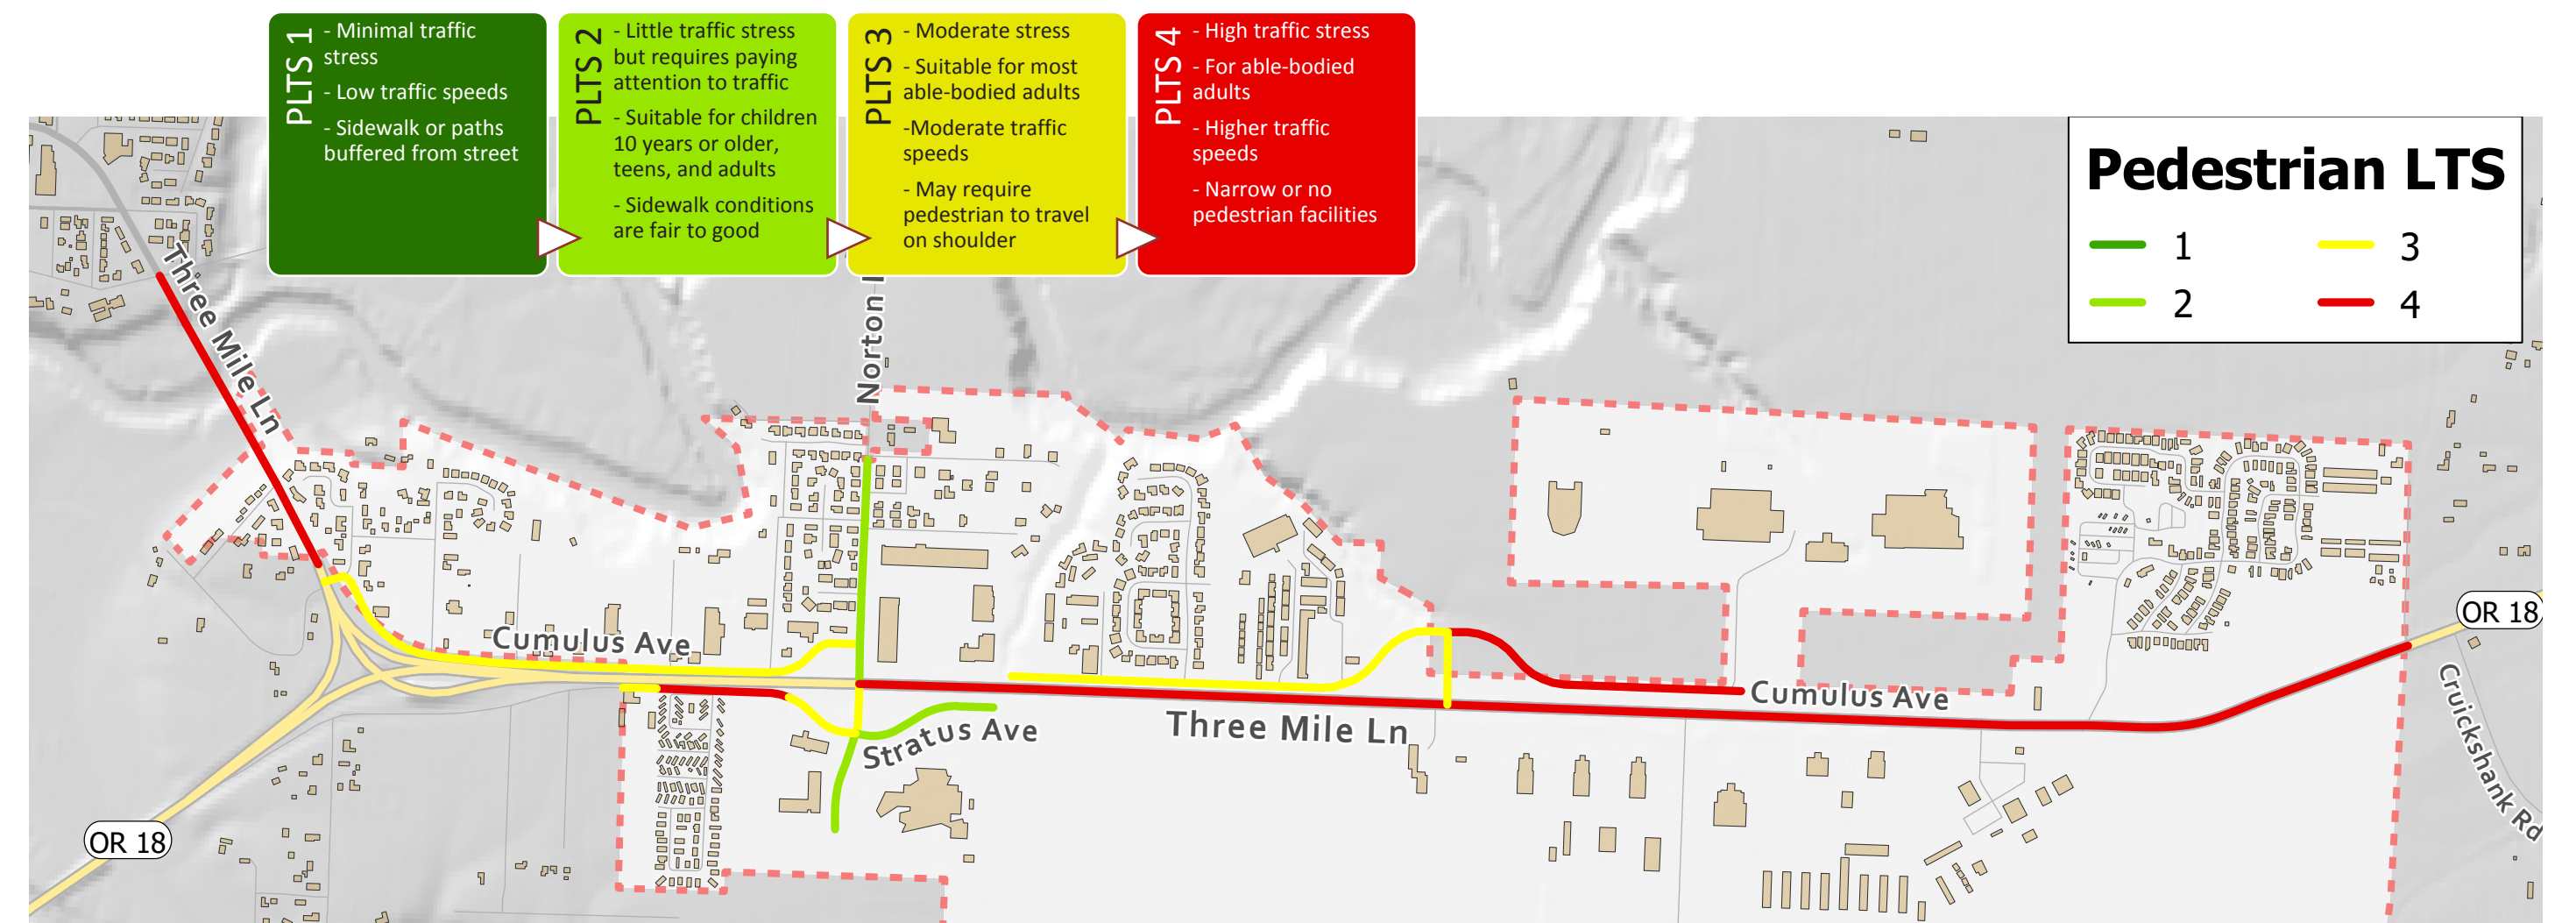 PLTS 1
- Minimal traffic
stress
- Low traffic speeds
- Sidewalk or paths
buffered from street
PLTS 2
- Little traffic stress
but requires paying
attention to traffic
- Suitable for children
10 years or older,
teens, and adults
- Sidewalk conditions
are fair to good
PLTS 3
- Moderate stress
- Suitable for most
able-bodied adults
-Moderate traffic
speeds
- May require
pedestrian to travel
on shoulder
PLTS 4
- High traffic stress
- For able-bodied
adults
- Higher traffic
speeds
- Narrow or no
pedestrian facilities
Pedestrian LTS
1
3
2
4
Three Mile Ln
Norton
Cumulus Ave
Stratus Ave
Three Mile Ln
Cumulus Ave
OR 18
Cruickshank Rd
OR 18